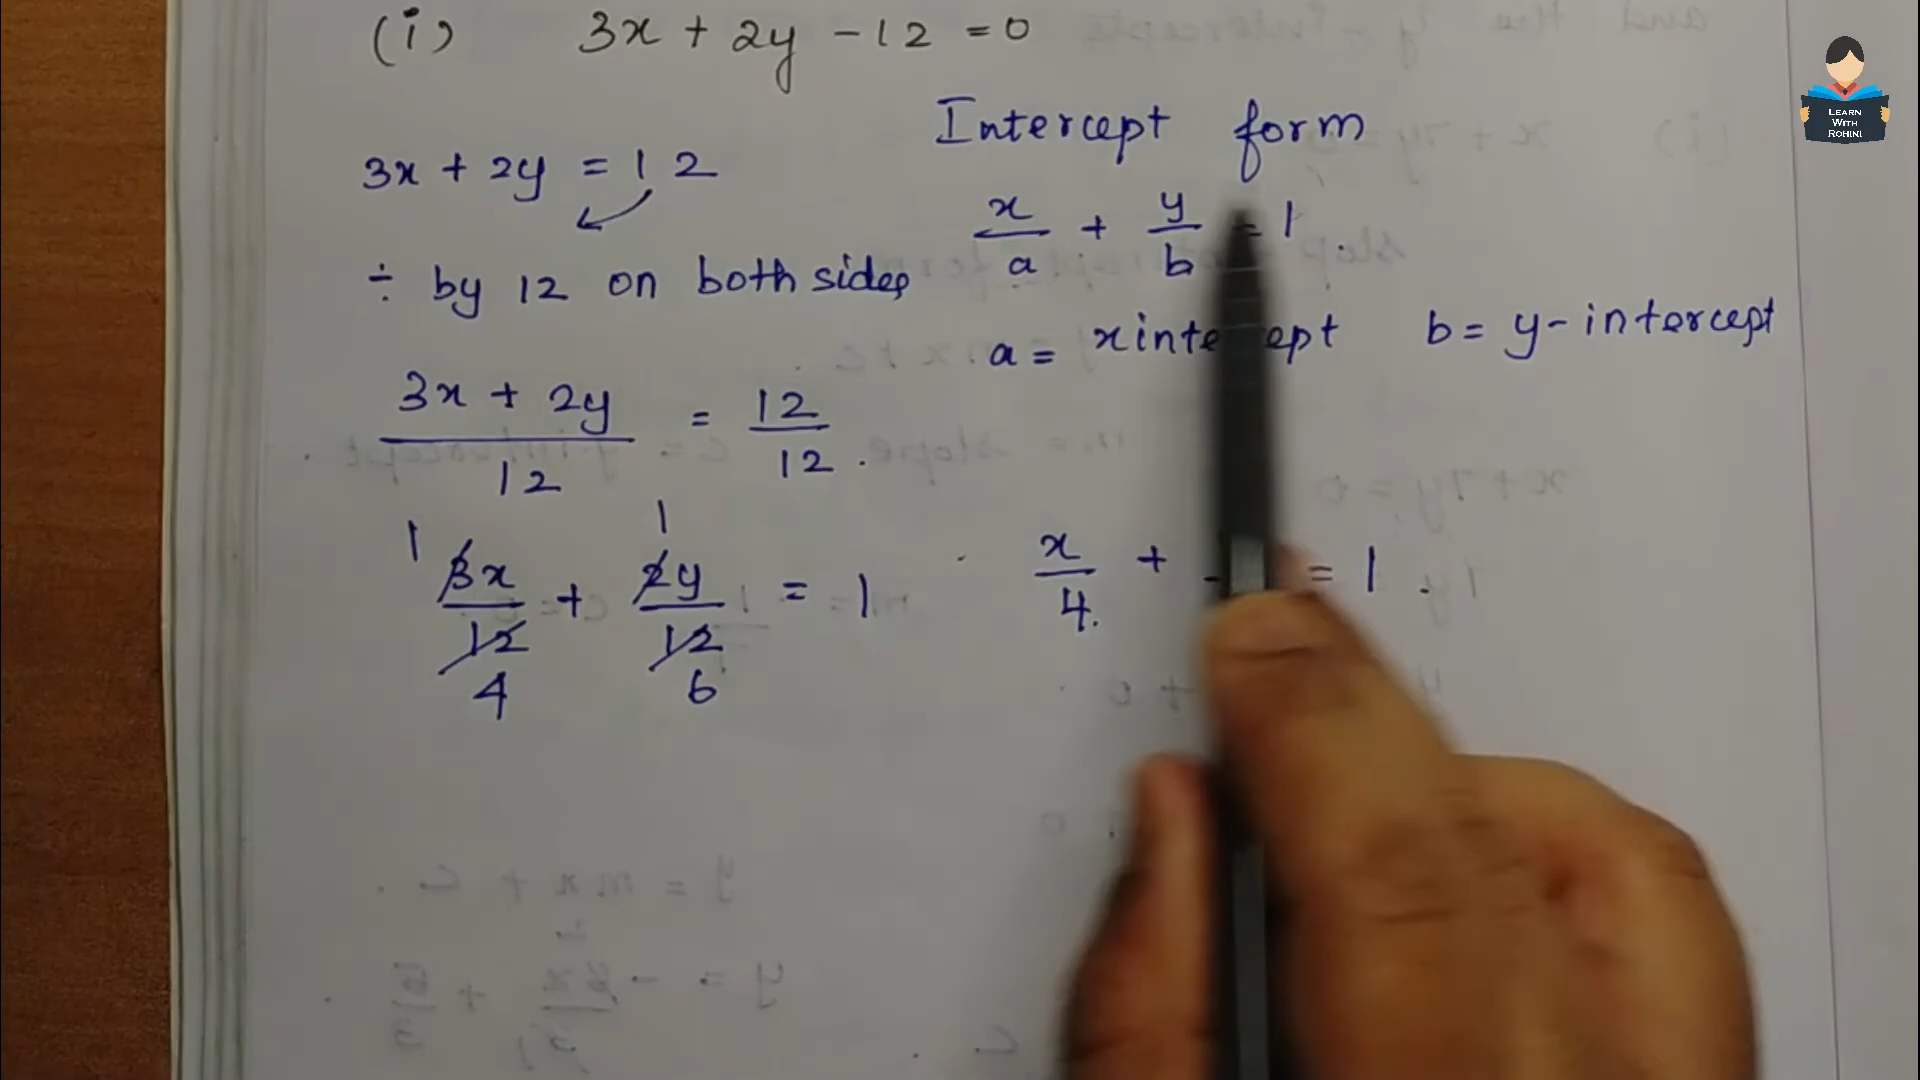 (i) 3x + 2y - 12 = 0
LEARN
WITH
ROHINI
Intercept form
3x + 2y = 12
x/a + y/b = 1
÷ by 12 on both sides
a = x intercept b = y-intercept
(3x + 2y)/12 = 12/12
1 1
3x/12 + 2y/12 = 1
4 6
x/4 + = 1